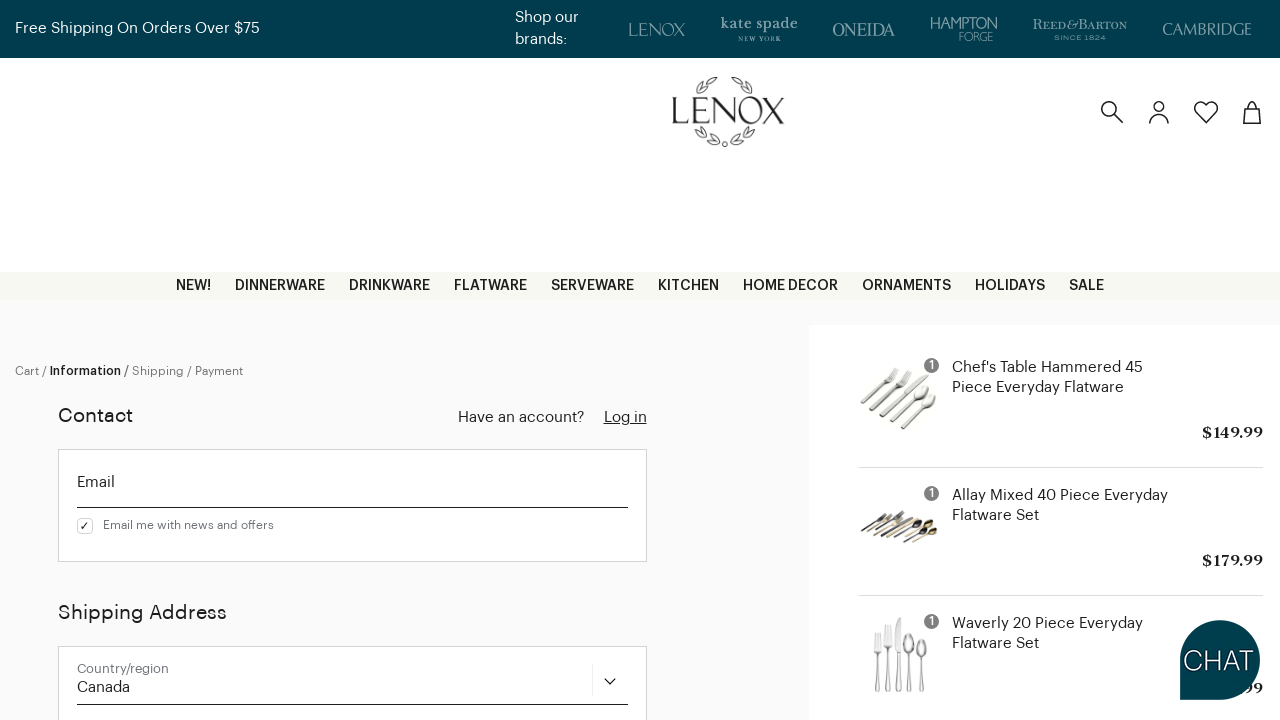 Free Shipping On Orders Over $75
Shop our
brands:
LENOX
kate spade
NEW YORK
ONEIDA
HAMPTON
FORGE
REED & BARTON
SINCE 1824
CAMBRIDGE
LENOX
NEW!
DINNERWARE
DRINKWARE
FLATWARE
SERVEWARE
KITCHEN
HOME DECOR
ORNAMENTS
HOLIDAYS
SALE
Cart / Information / Shipping / Payment
Contact
Have an account?
Log in
Email
✓ Email me with news and offers
Shipping Address
Country/region
Canada
1
Chef's Table Hammered 45
Piece Everyday Flatware
$149.99
1
Allay Mixed 40 Piece Everyday
Flatware Set
$179.99
1
Waverly 20 Piece Everyday
Flatware Set
CHAT